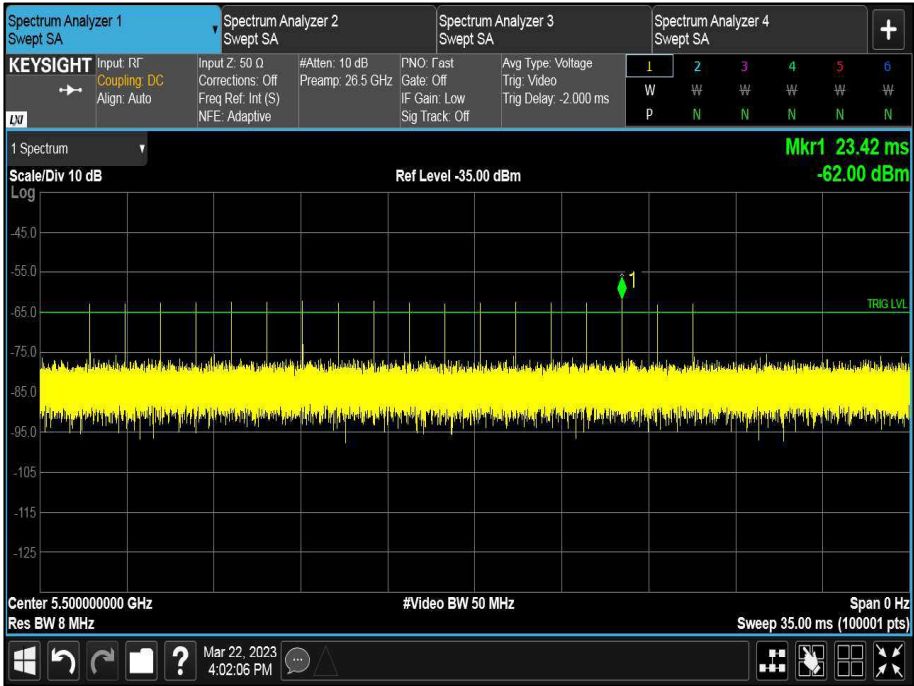 Spectrum Analyzer 1
Swept SA
Spectrum Analyzer 2
Swept SA
Spectrum Analyzer 3
Swept SA
Spectrum Analyzer 4
Swept SA
KEYSIGHT
LXI
Input: RF
Coupling: DC
Align: Auto
Input Z: 50 Ω
Corrections: Off
Freq Ref: Int (S)
NFE: Adaptive
#Atten: 10 dB
Preamp: 26.5 GHz
PNO: Fast
Gate: Off
IF Gain: Low
Sig Track: Off
Avg Type: Voltage
Trig: Video
Trig Delay: -2.000 ms
1 2 3 4 5 6
W W W W W W
P N N N N N
1 Spectrum
Mkr1 23.42 ms
-62.00 dBm
Scale/Div 10 dB
Ref Level -35.00 dBm
Log
-45.0
-55.0
1
TRIG LVL
-65.0
-75.0
-85.0
-95.0
-105
-115
-125
Center 5.500000000 GHz
#Video BW 50 MHz
Span 0 Hz
Res BW 8 MHz
Sweep 35.00 ms (100001 pts)
?
Mar 22, 2023
4:02:06 PM